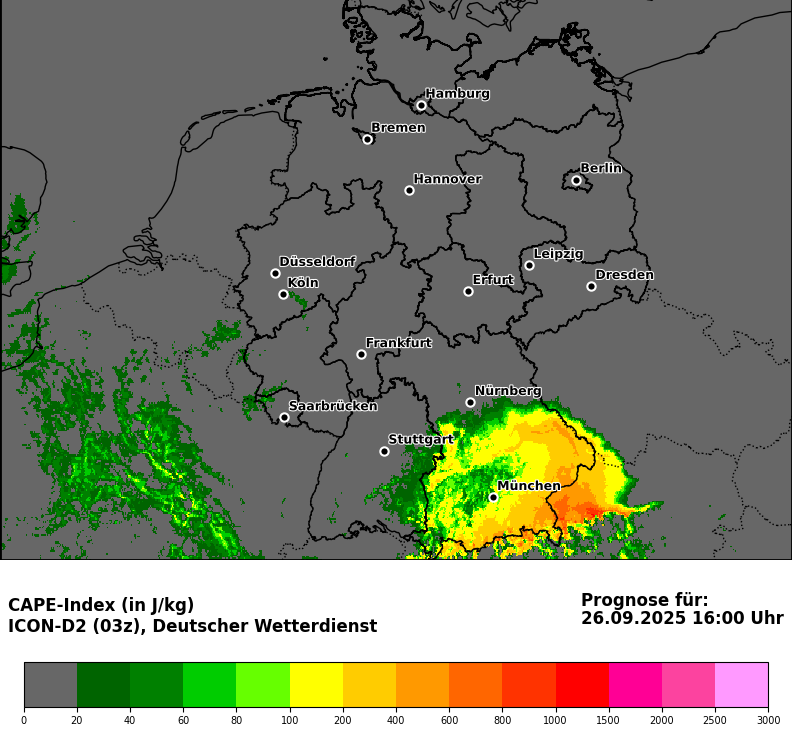 Hamburg
Bremen
Berlin
Hannover
Leipzig
Düsseldorf
Dresden
Köln
Erfurt
Frankfurt
Nürnberg
Saarbrücken
Stuttgart
München
CAPE-Index (in J/kg)
ICON-D2 (03z), Deutscher Wetterdienst
Prognose für:
26.09.2025 16:00 Uhr
0 20 40 60 80 100 200 400 600 800 1000 1500 2000 2500 3000